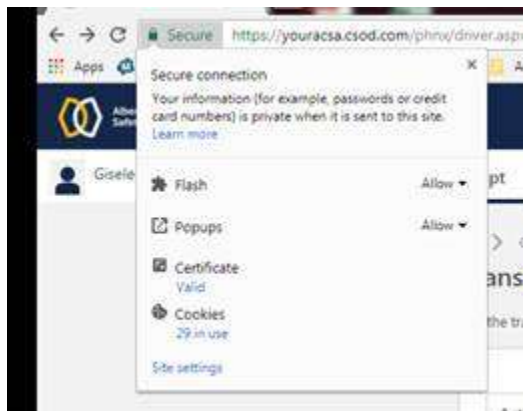 Secure https://youracsa.csod.com/phnx/driver.asp
Apps
Secure connection
Your information (for example, passwords or credit
card numbers) is private when it is sent to this site.
Learn more
Gisele
Flash Allow
pt
Popups Allow
Certificate
Valid
ans
Cookies
29 in use
the tr
Site settings